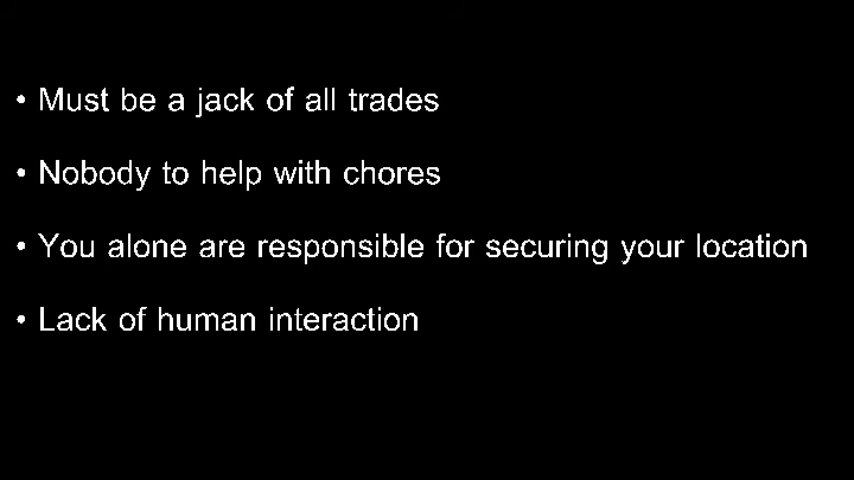 • Must be a jack of all trades
• Nobody to help with chores
• You alone are responsible for securing your location
• Lack of human interaction